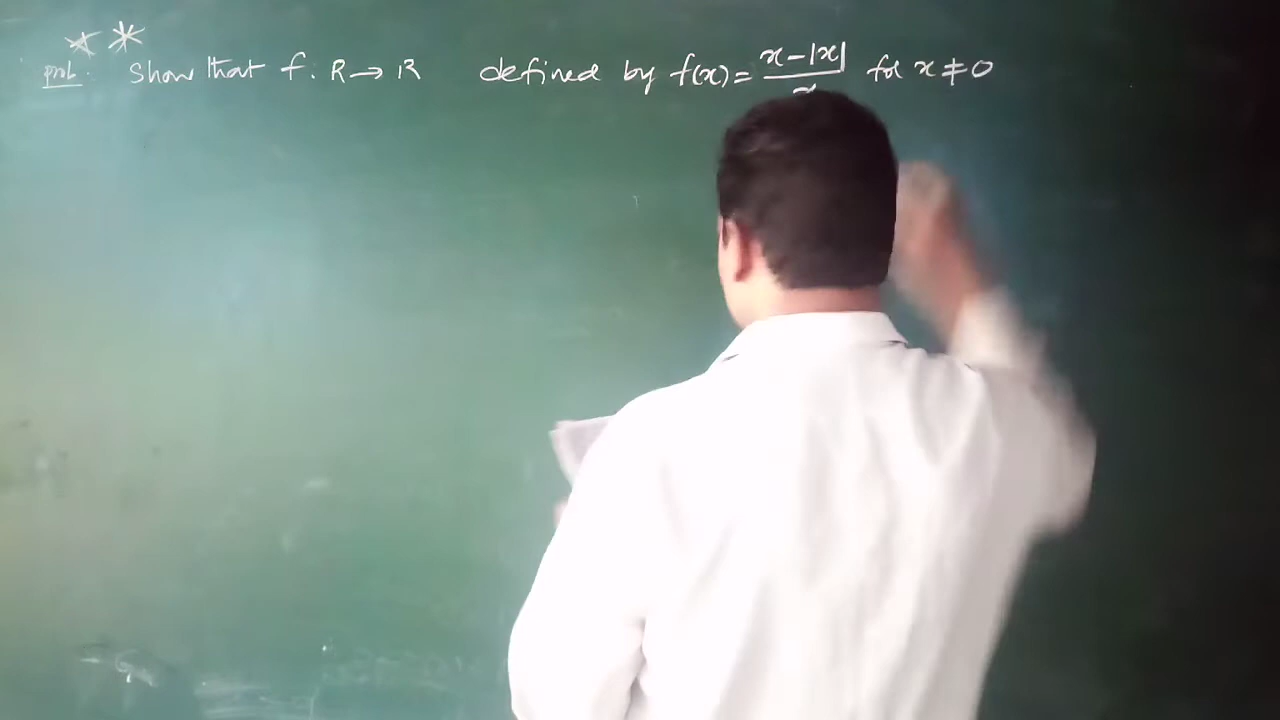 ** prob. Show that f: R→R defined by f(x)= x-|x| / x for x≠0